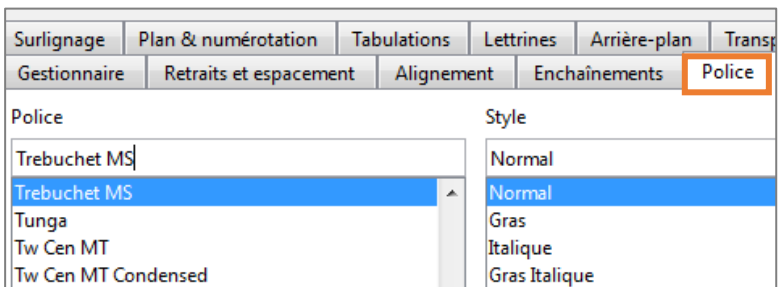 Surlignage Plan & numérotation Tabulations Lettrines Arrière-plan
Gestionnaire Retraits et espacement Alignement Enchaînements Police
Police Style
Trebuchet MS Normal
Trebuchet MS Normal
Tunga Gras
Tw Cen MT Italique
Tw Cen MT Condensed Gras Italique